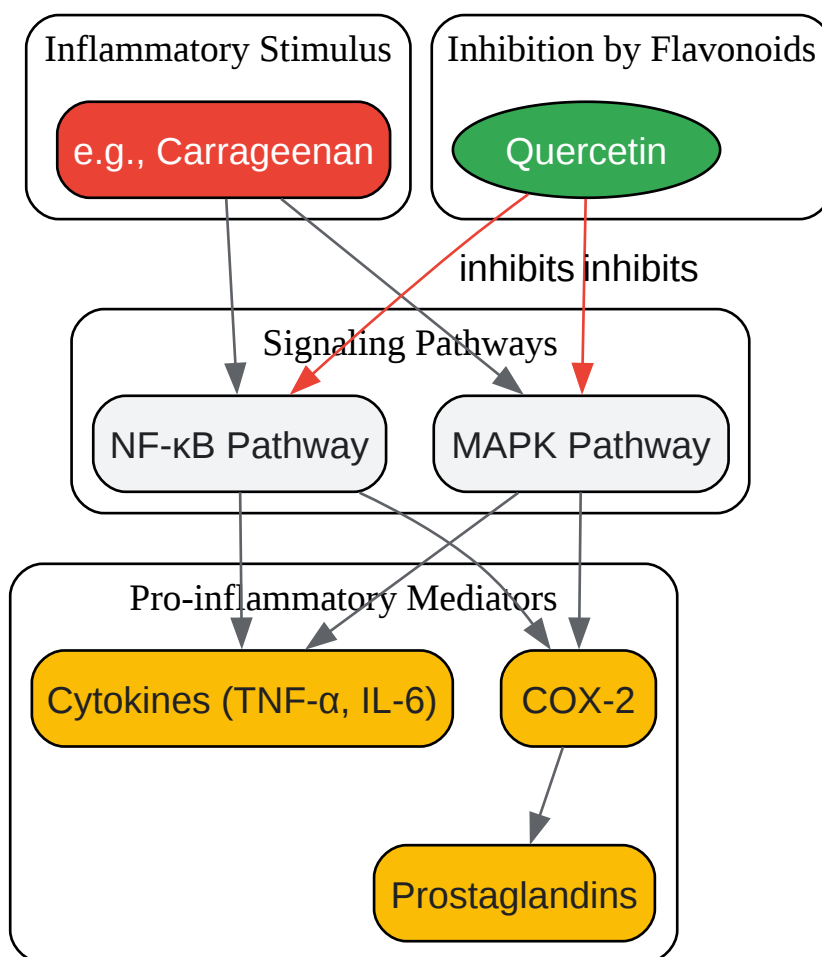 Inflammatory Stimulus
Inhibition by Flavonoids
e.g., Carrageenan
Quercetin
inhibits
inhibits
Signaling Pathways
NF-κB Pathway
MAPK Pathway
Pro-inflammatory Mediators
Cytokines (TNF-α, IL-6)
COX-2
Prostaglandins